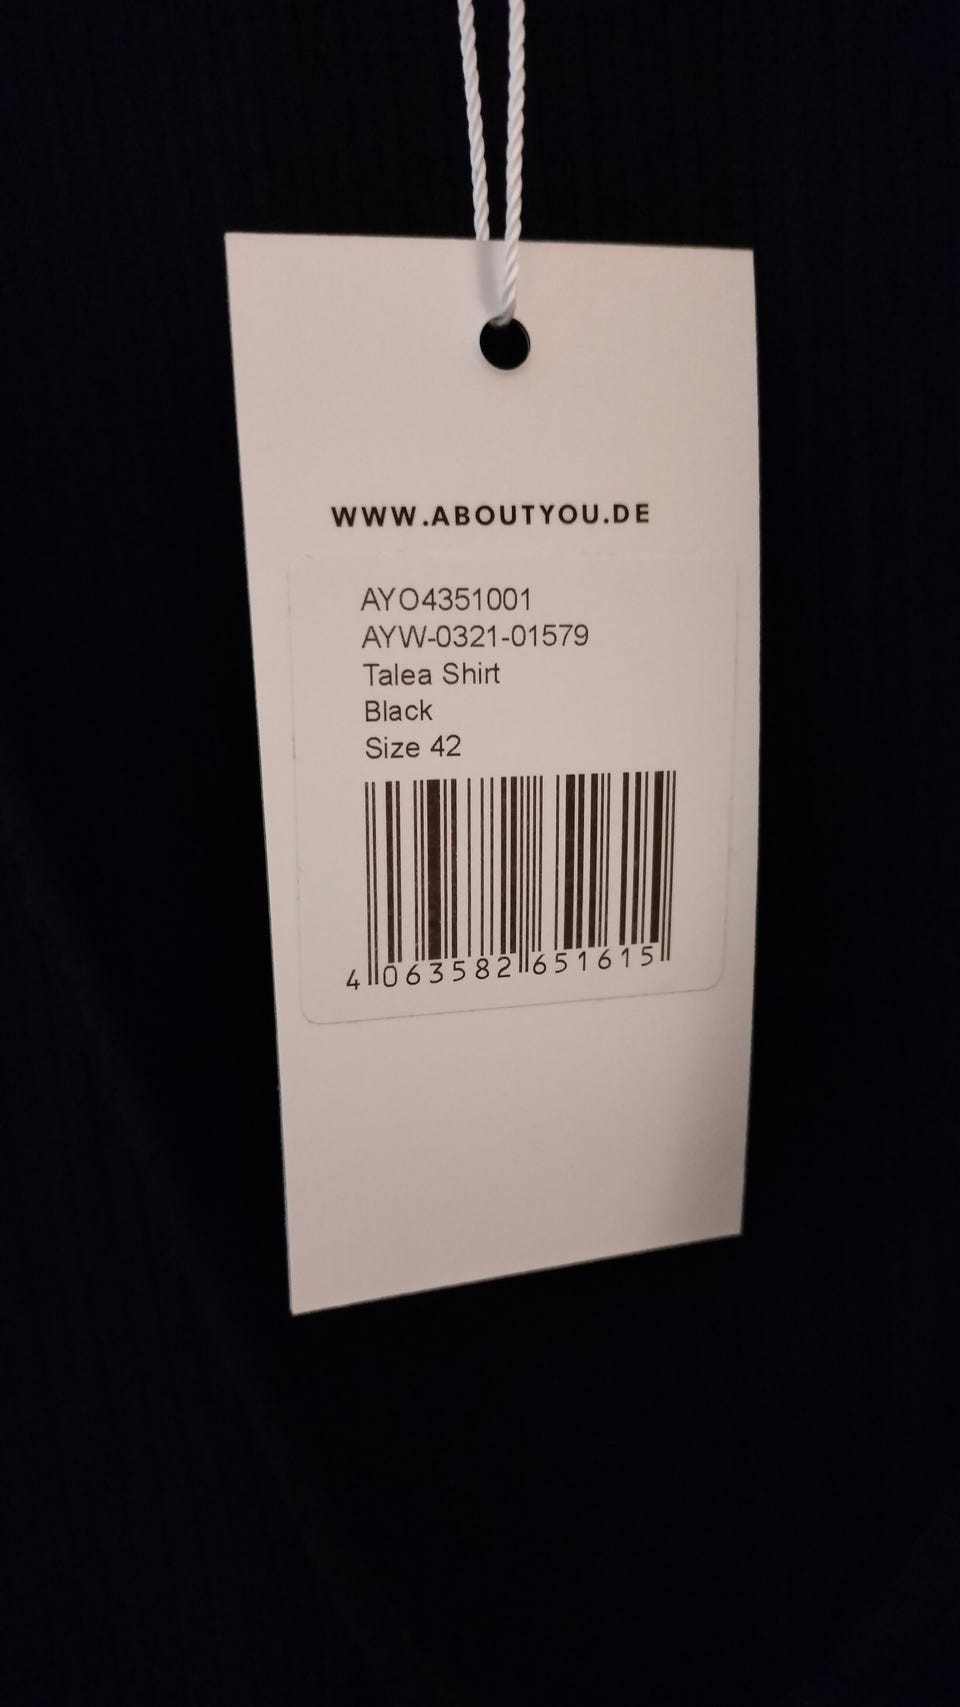 WWW.ABOUTYOU.DE
AYO4351001
AYW-0321-01579
Talea Shirt
Black
Size 42
4 063582 651615